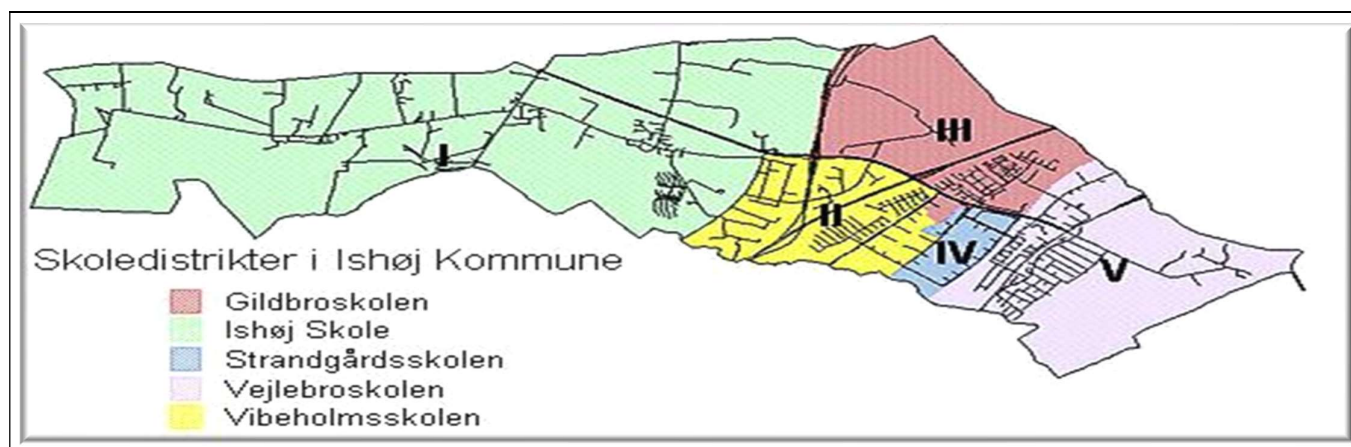 III
I
II
IV
V
Skoledistrikter i Ishøj Kommune
Gildbroskolen
Ishøj Skole
Strandgårdsskolen
Vejlebroskolen
Vibeholmsskolen